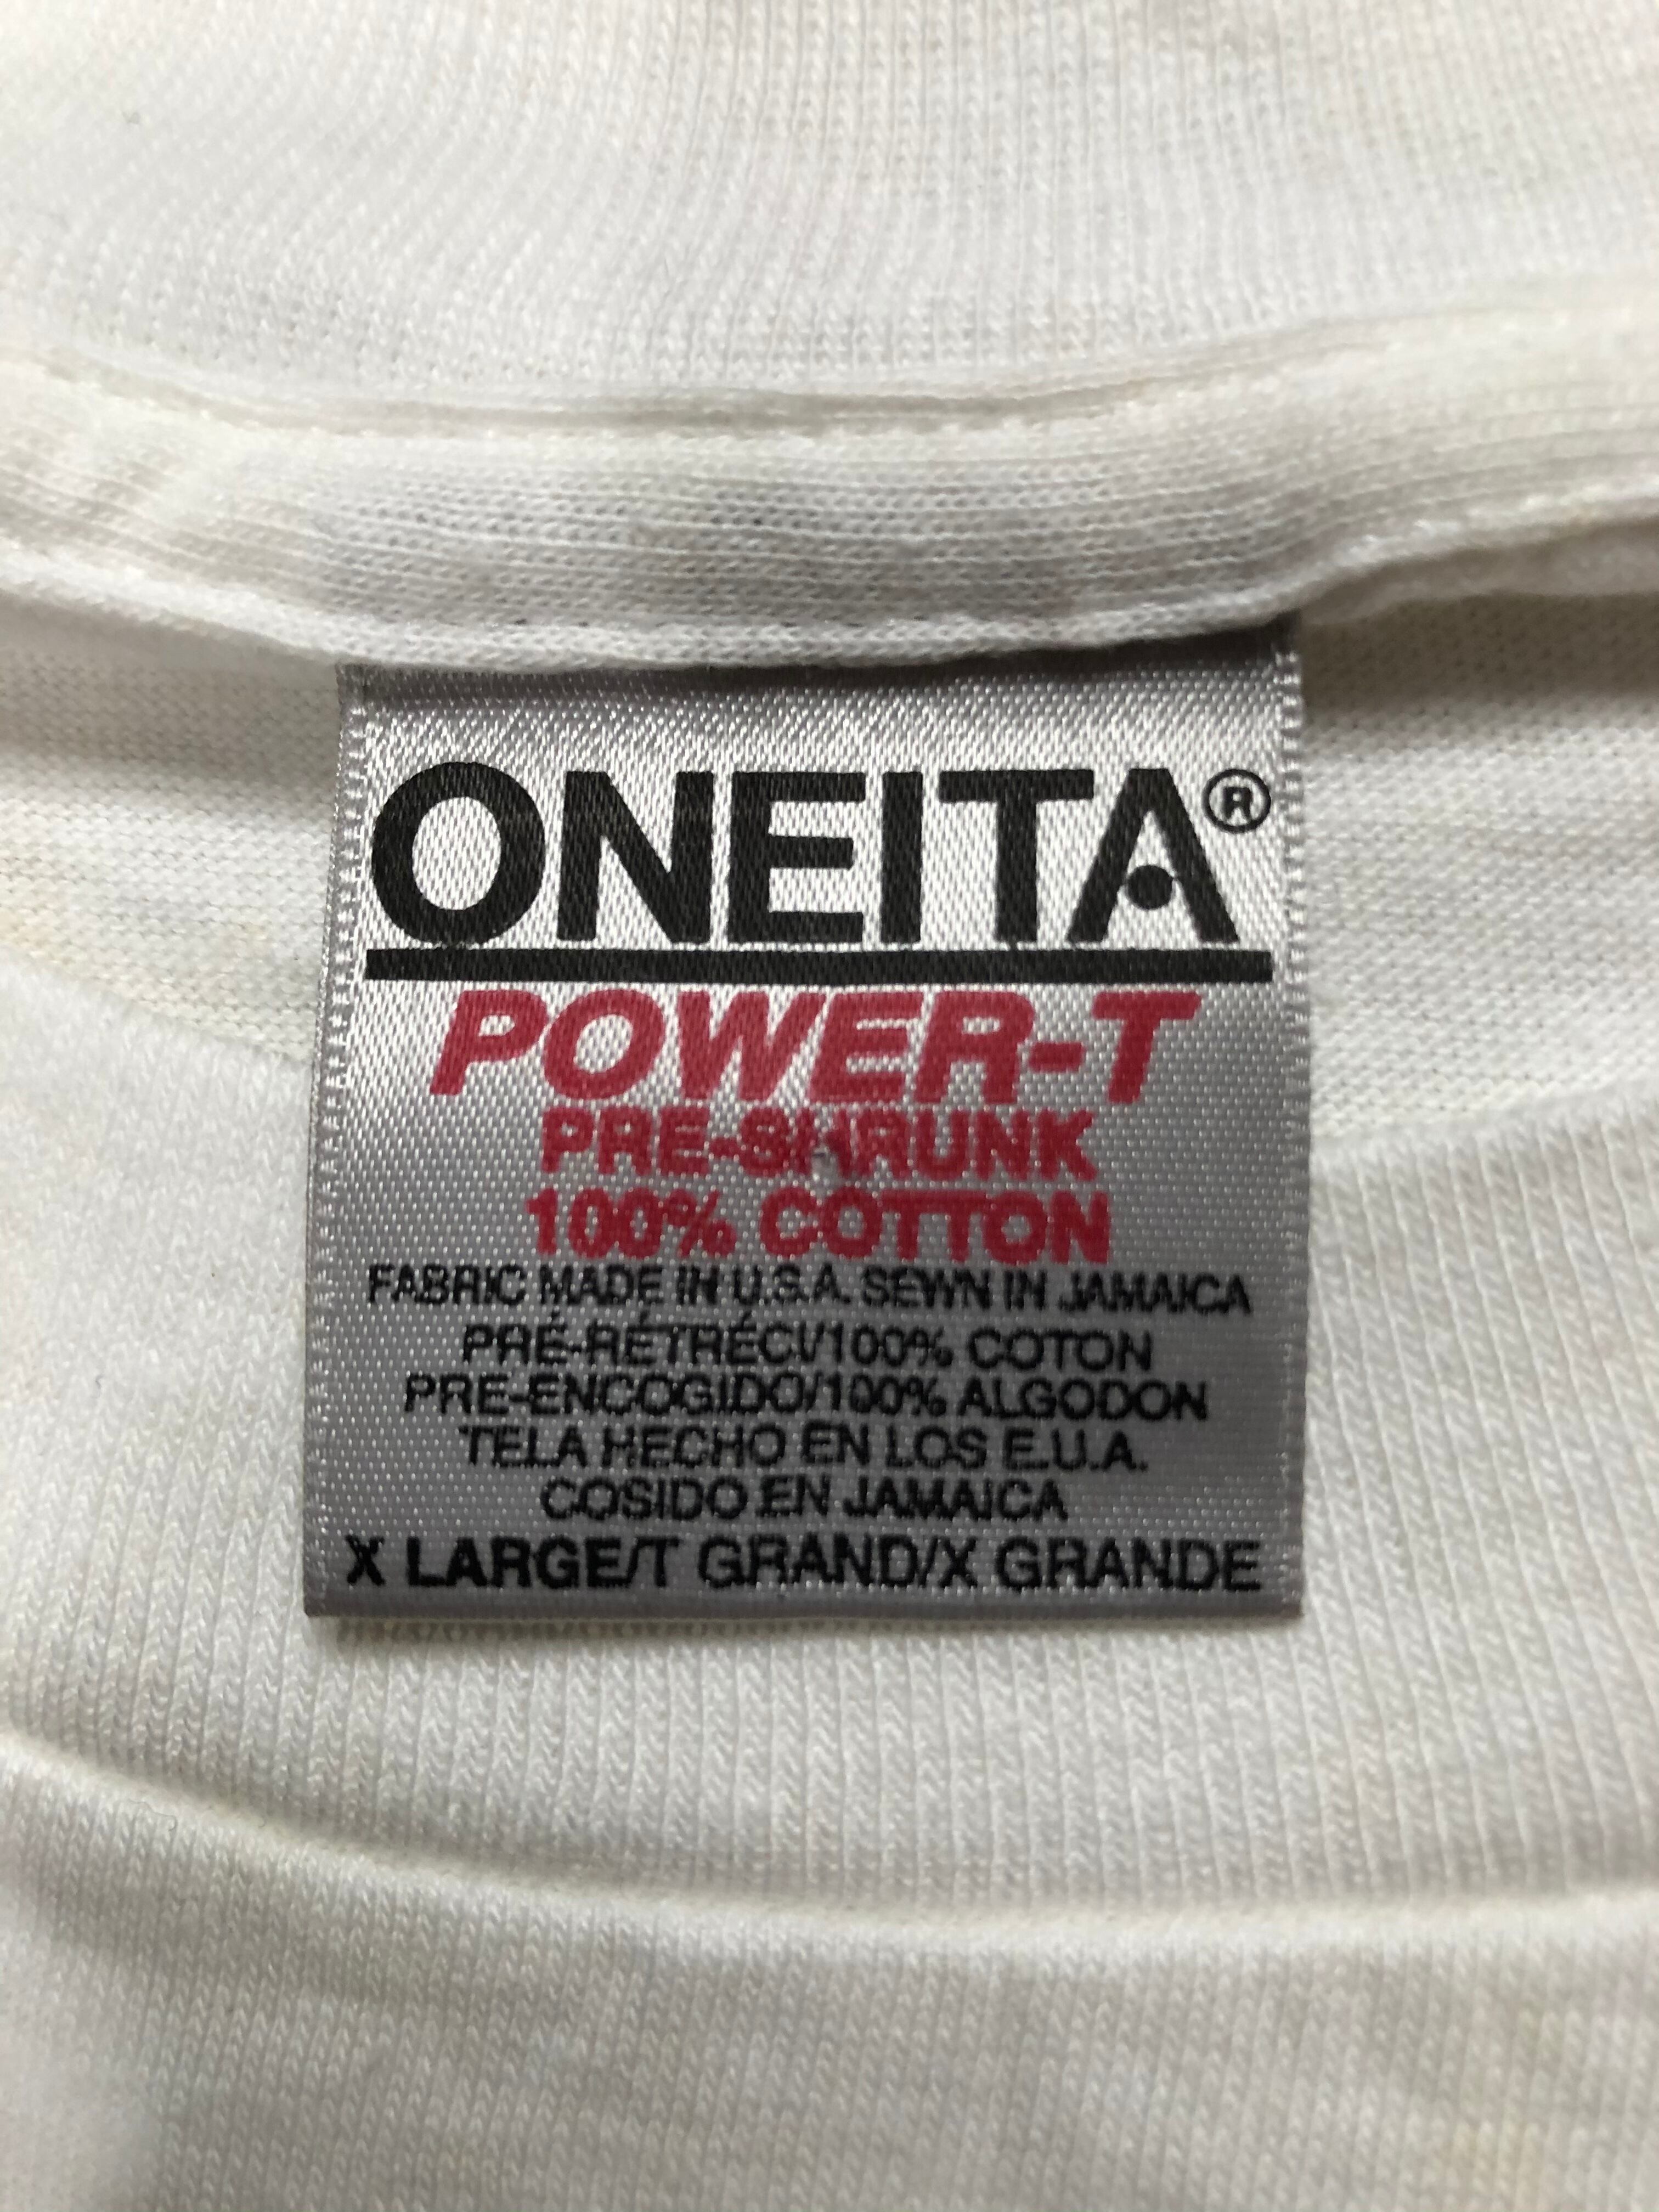 ONEITA®
POWER-T
PRE-SHRUNK
100% COTTON
FABRIC MADE IN U.S.A. SEWN IN JAMAICA
PRÉ-RÉTRÉCI/100% COTON
PRE-ENCOGIDO/100% ALGODON
TELA HECHO EN LOS E.U.A.
COSIDO EN JAMAICA
X LARGE/T GRAND/X GRANDE